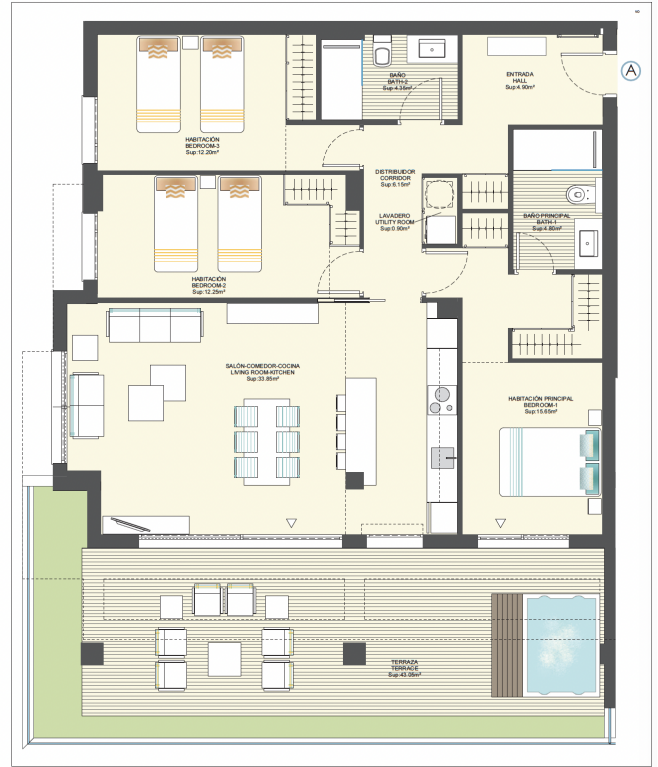 BAÑO
BATH-2
Sup:4.35m²
ENTRADA
HALL
Sup:4.90m²
A
HABITACIÓN
BEDROOM-3
Sup:12.20m²
DISTRIBUIDOR
CORRIDOR
Sup:6.15m²
LAVADERO
UTILITY ROOM
Sup:0.90m²
BAÑO PRINCIPAL
BATH-1
Sup:4.80m²
HABITACIÓN
BEDROOM-2
Sup:12.25m²
SALÓN-COMEDOR-COCINA
LIVING ROOM-KITCHEN
Sup:33.85m²
HABITACIÓN PRINCIPAL
BEDROOM-1
Sup:15.65m²
TERRAZA
TERRACE
Sup:43.05m²